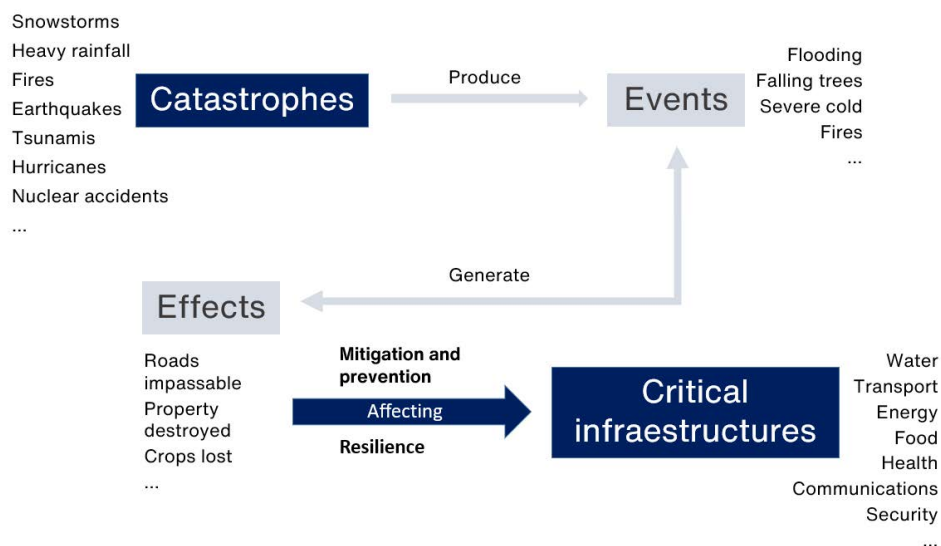 Snowstorms
Heavy rainfall
Fires
Earthquakes
Tsunamis
Hurricanes
Nuclear accidents
...
Catastrophes
Produce
Events
Flooding
Falling trees
Severe cold
Fires
...
Generate
Effects
Roads
impassable
Property
destroyed
Crops lost
...
Mitigation and
prevention
Affecting
Resilience
Critical
infraestructures
Water
Transport
Energy
Food
Health
Communications
Security
...